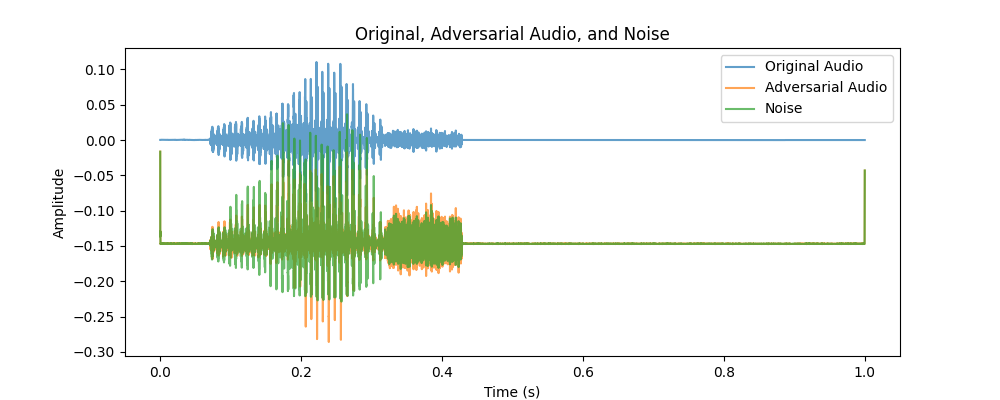 Original, Adversarial Audio, and Noise
Original Audio
Adversarial Audio
Noise
Amplitude
0.10
0.05
0.00
−0.05
−0.10
−0.15
−0.20
−0.25
−0.30
0.0 0.2 0.4 0.6 0.8 1.0
Time (s)